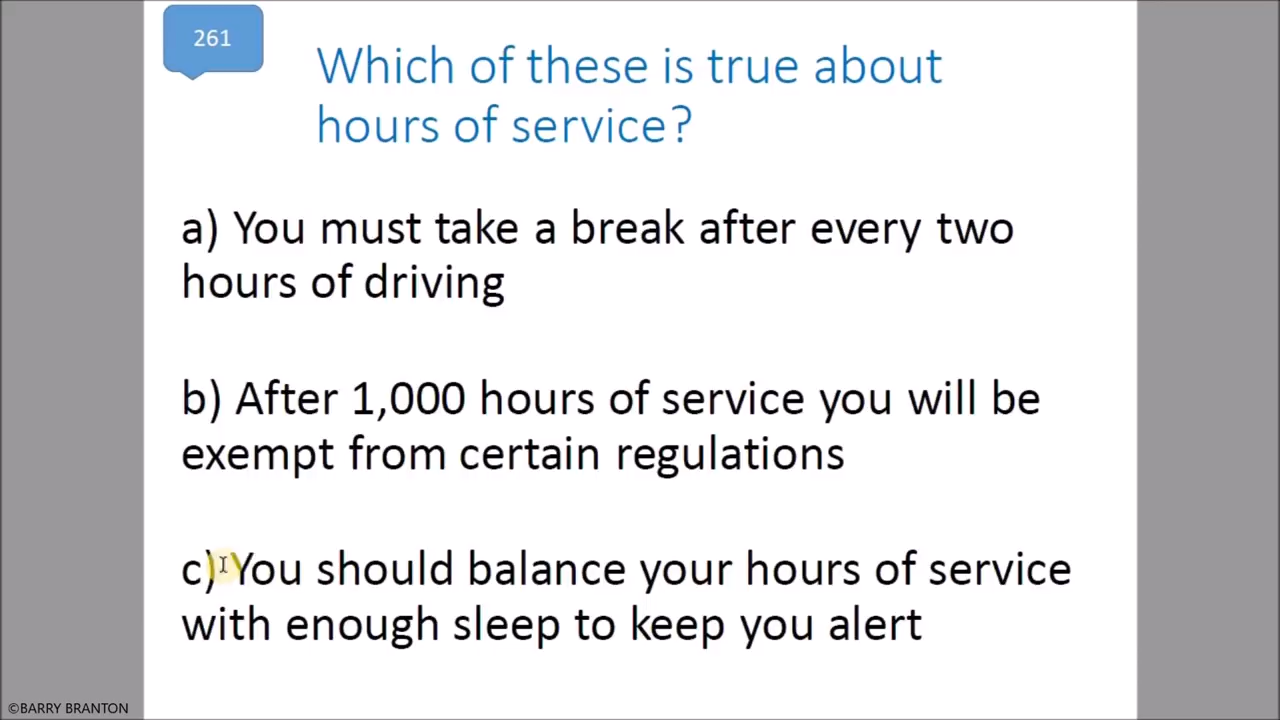 261
Which of these is true about
hours of service?
a) You must take a break after every two
hours of driving
b) After 1,000 hours of service you will be
exempt from certain regulations
c) You should balance your hours of service
with enough sleep to keep you alert
©BARRY BRANTON